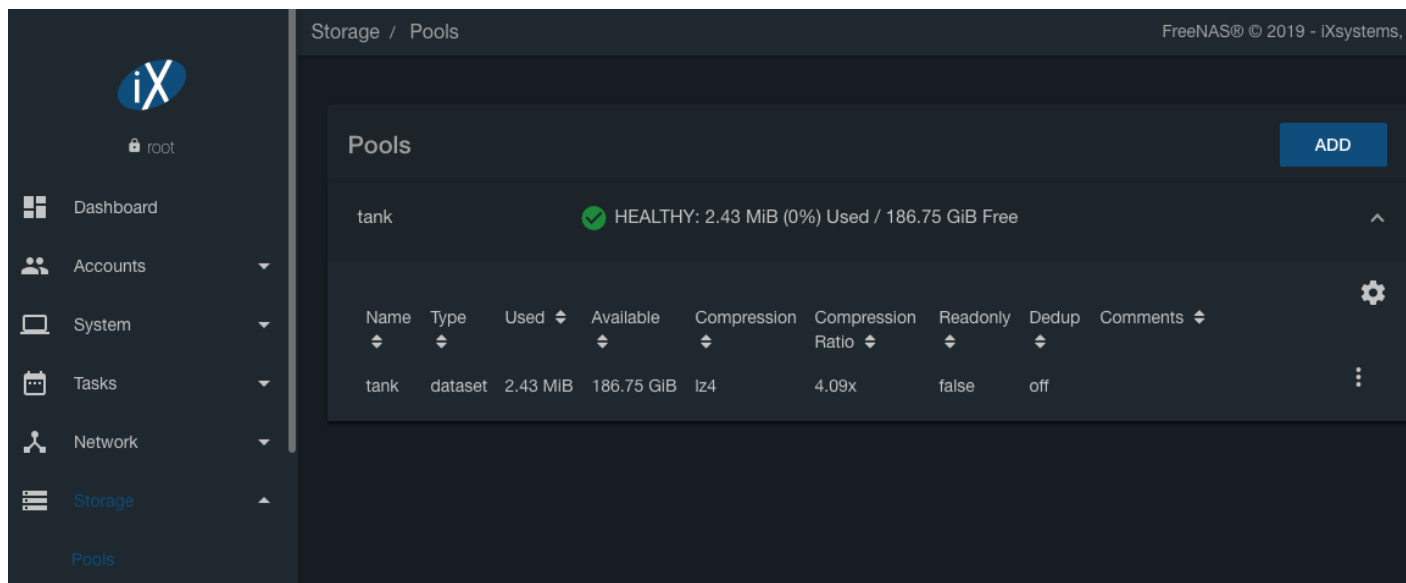 Storage / Pools
FreeNAS® © 2019 - iXsystems,
iX
root
Dashboard
Accounts
System
Tasks
Network
Storage
Pools
Pools
ADD
tank
HEALTHY: 2.43 MiB (0%) Used / 186.75 GiB Free
Name Type Used Available Compression Compression Readonly Dedup Comments
Ratio
tank dataset 2.43 MiB 186.75 GiB lz4 4.09x false off